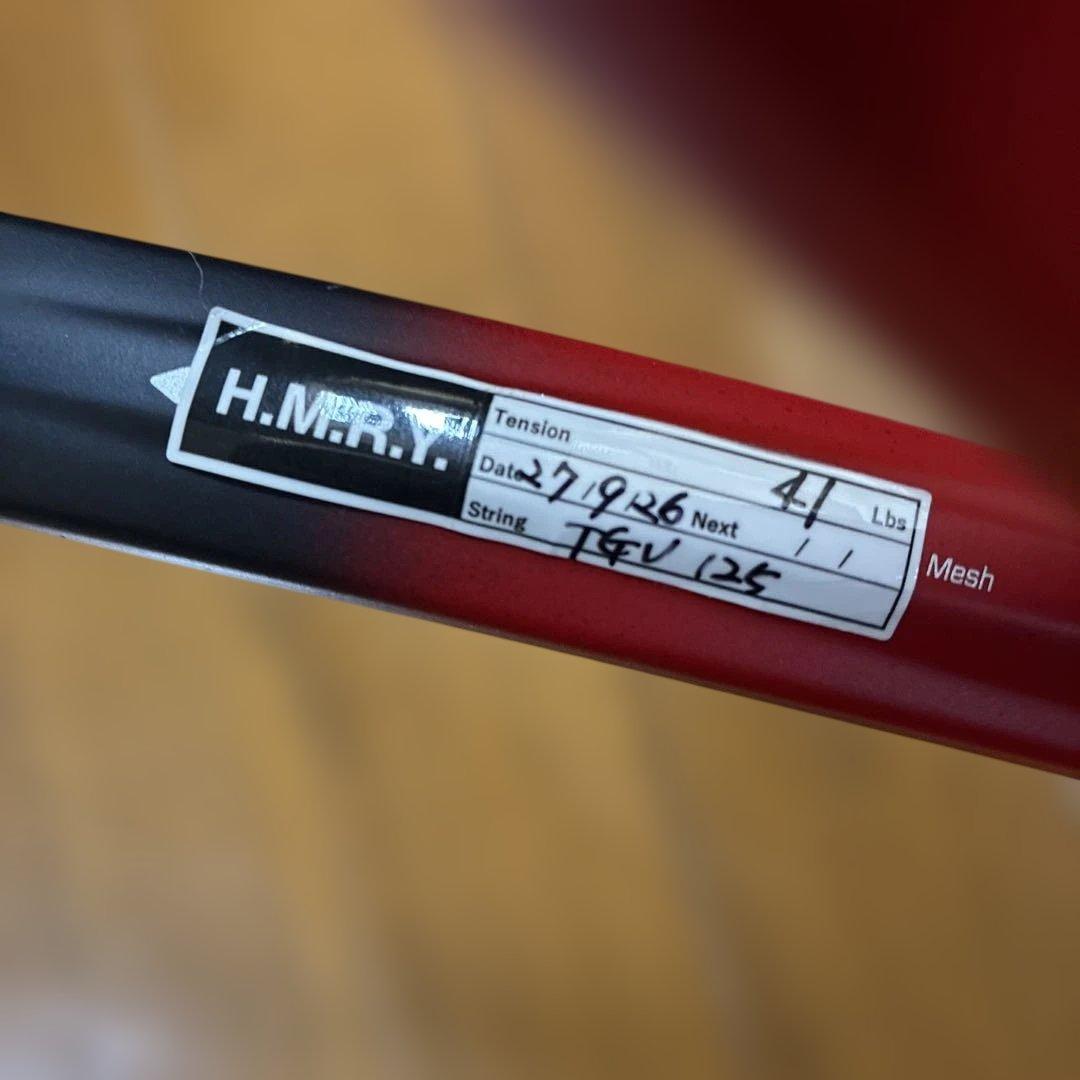 H.M.R.Y.
Tension 41 Lbs
Date 27/9/26 Next / /
String TGV 125
Mesh